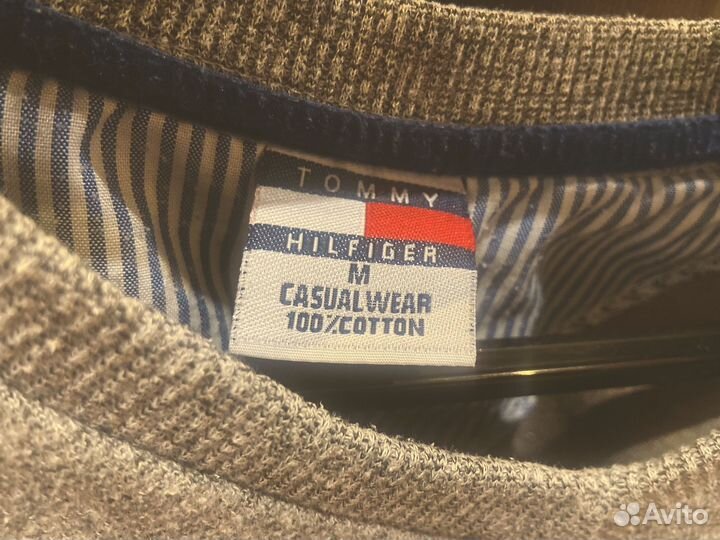 TOMMY
HILFIGER
M
CASUALWEAR
100%COTTON
Avito